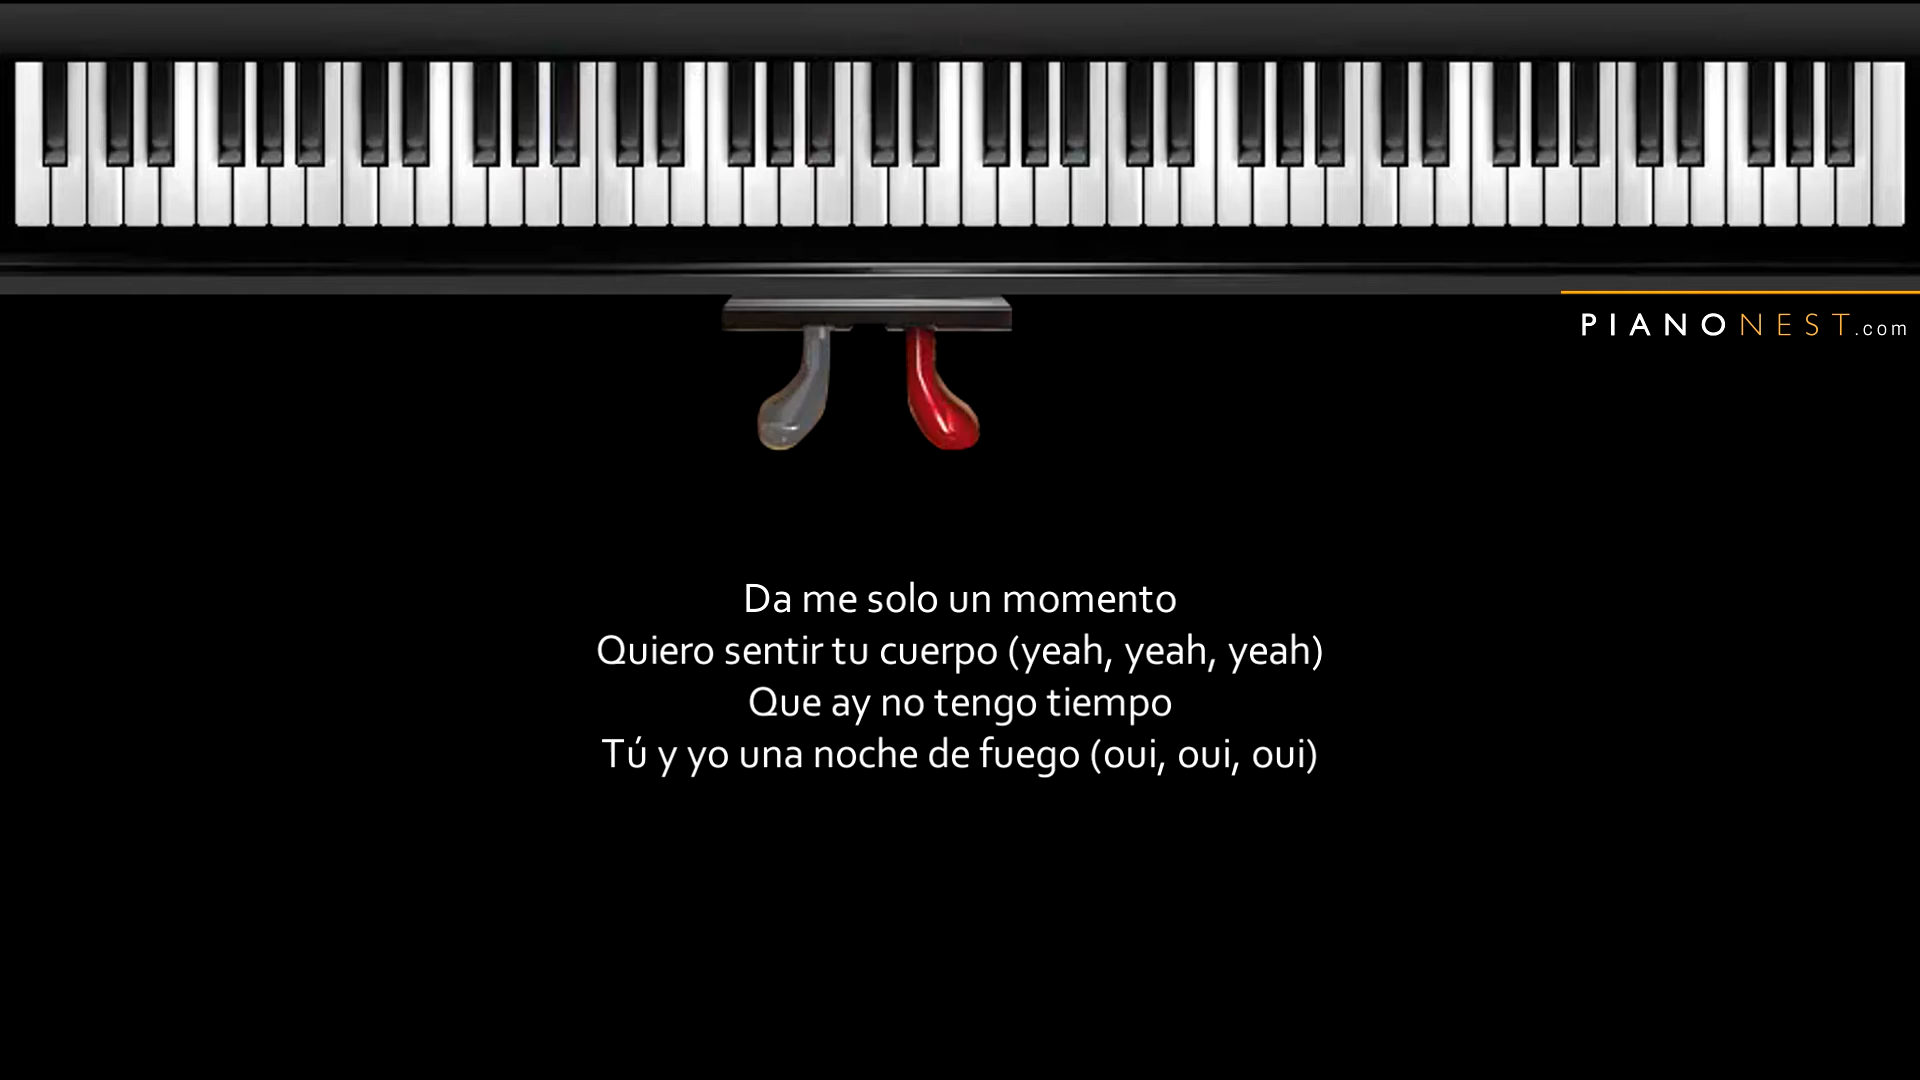 PIANONEST.com
Da me solo un momento
Quiero sentir tu cuerpo (yeah, yeah, yeah)
Que ay no tengo tiempo
Tú y yo una noche de fuego (oui, oui, oui)